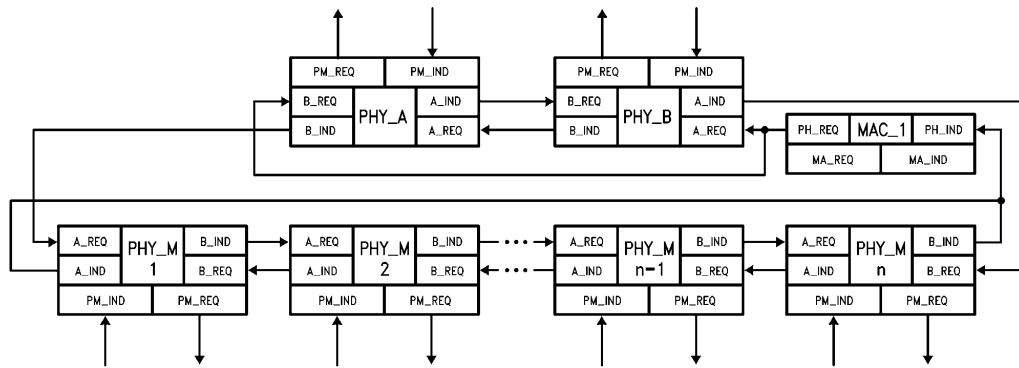 PM_REQ PM_IND PM_REQ PM_IND
B_REQ PHY_A A_IND B_REQ PHY_B A_IND
B_IND A_REQ B_IND A_REQ PH_REQ MAC_1 PH_IND
MA_REQ MA_IND
A_REQ PHY_M B_IND A_REQ PHY_M B_IND A_REQ PHY_M B_IND A_REQ PHY_M B_IND
A_IND 1 B_REQ A_IND 2 B_REQ A_IND n-1 B_REQ A_IND n B_REQ
PM_IND PM_REQ PM_IND PM_REQ PM_IND PM_REQ PM_IND PM_REQ